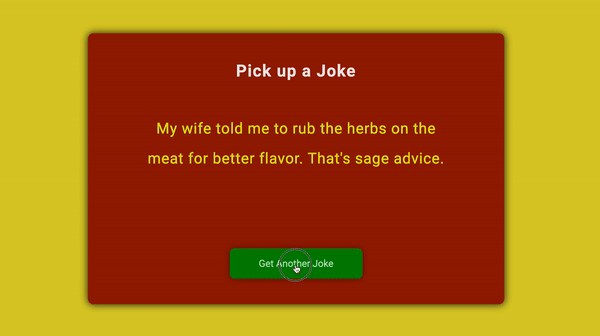 Pick up a Joke
My wife told me to rub the herbs on the
meat for better flavor. That's sage advice.
Get Another Joke